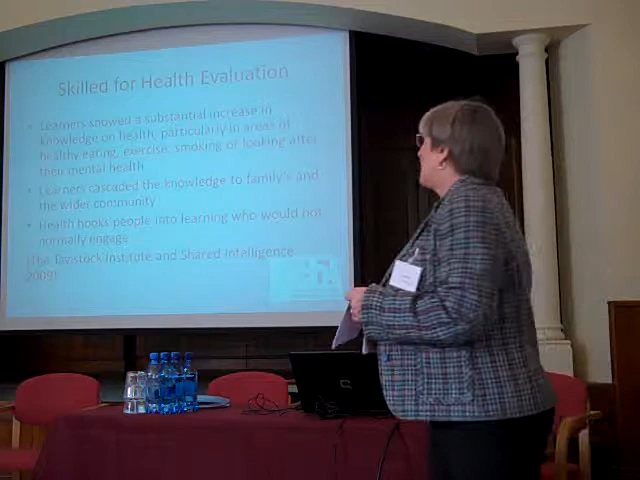 Skilled for Health Evaluation
• Learners showed a substantial increase in
knowledge on health, particularly in areas of
healthy eating, exercise, smoking or looking after
their mental health
• Learners cascaded the knowledge to family's and
the wider community
• Health hooks people into learning who would not
normally engage
(The Tavistock Institute and Shared Intelligence
2009)
hp